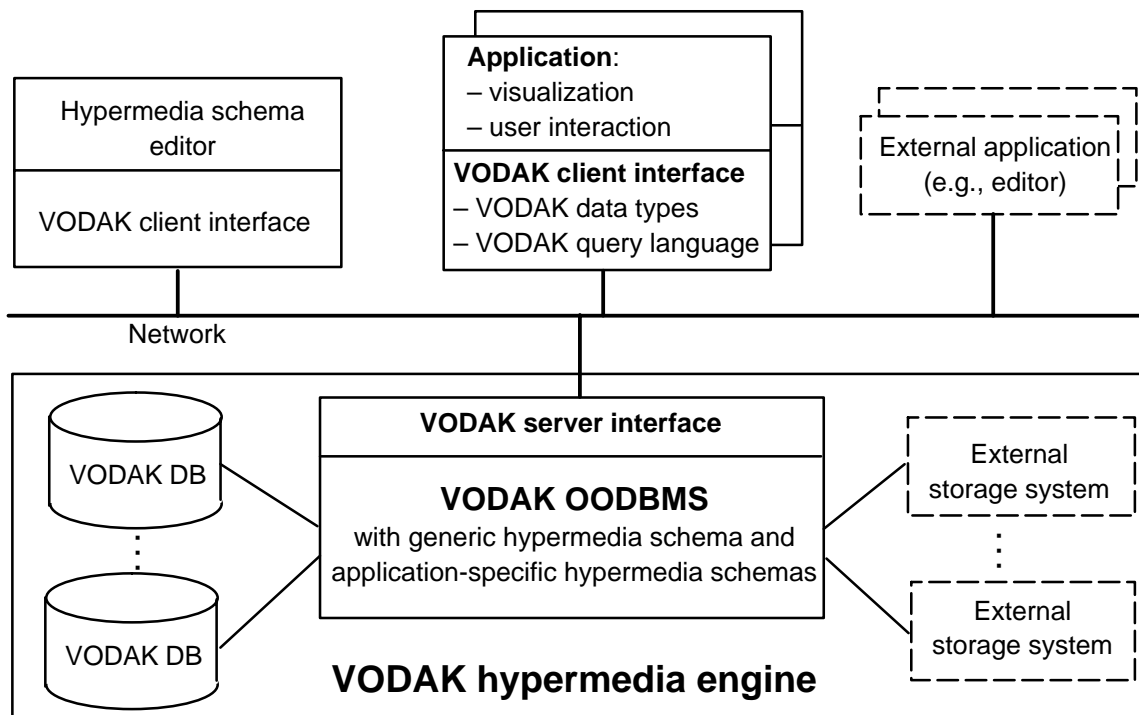 Hypermedia schema
editor
VODAK client interface
Application:
– visualization
– user interaction
VODAK client interface
– VODAK data types
– VODAK query language
External application
(e.g., editor)
Network
VODAK DB
VODAK DB
VODAK server interface
VODAK OODBMS
with generic hypermedia schema and
application-specific hypermedia schemas
External
storage system
External
storage system
VODAK hypermedia engine